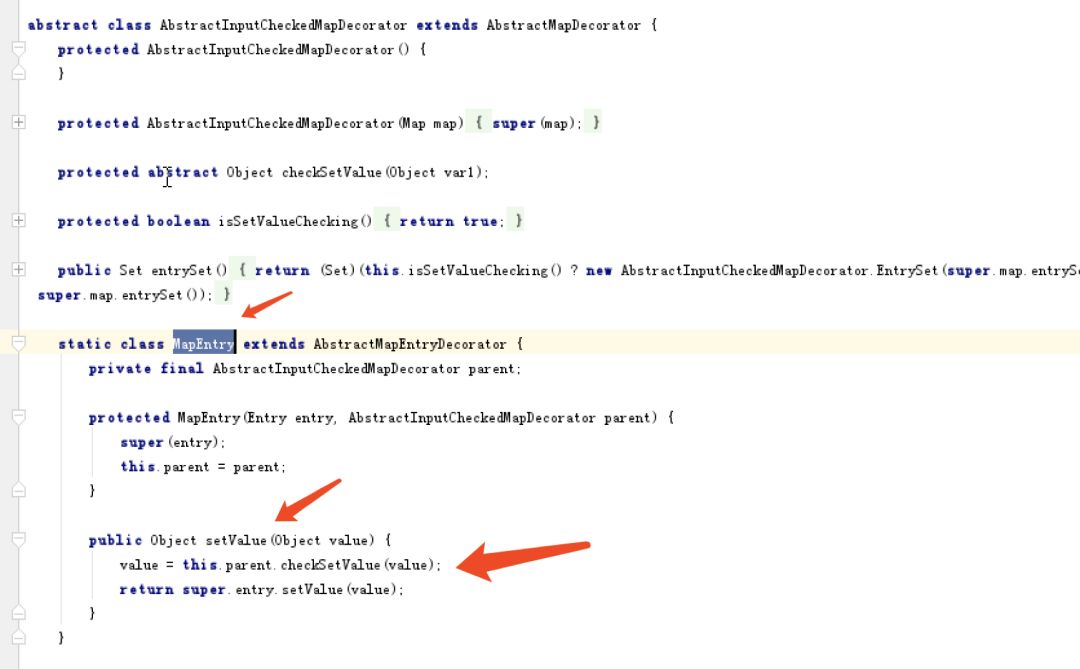 abstract class AbstractInputCheckedMapDecorator extends AbstractMapDecorator {
protected AbstractInputCheckedMapDecorator() {
}
protected AbstractInputCheckedMapDecorator(Map map) { super(map); }
protected abstract Object checkSetValue(Object var1);
protected boolean isSetValueChecking() { return true; }
public Set entrySet() { return (Set)(this.isSetValueChecking() ? new AbstractInputCheckedMapDecorator.EntrySet(super.map.entryS
super.map.entrySet()); }
static class MapEntry extends AbstractMapEntryDecorator {
private final AbstractInputCheckedMapDecorator parent;
protected MapEntry(Entry entry, AbstractInputCheckedMapDecorator parent) {
super(entry);
this.parent = parent;
}
public Object setValue(Object value) {
value = this.parent.checkSetValue(value);
return super.entry.setValue(value);
}
}